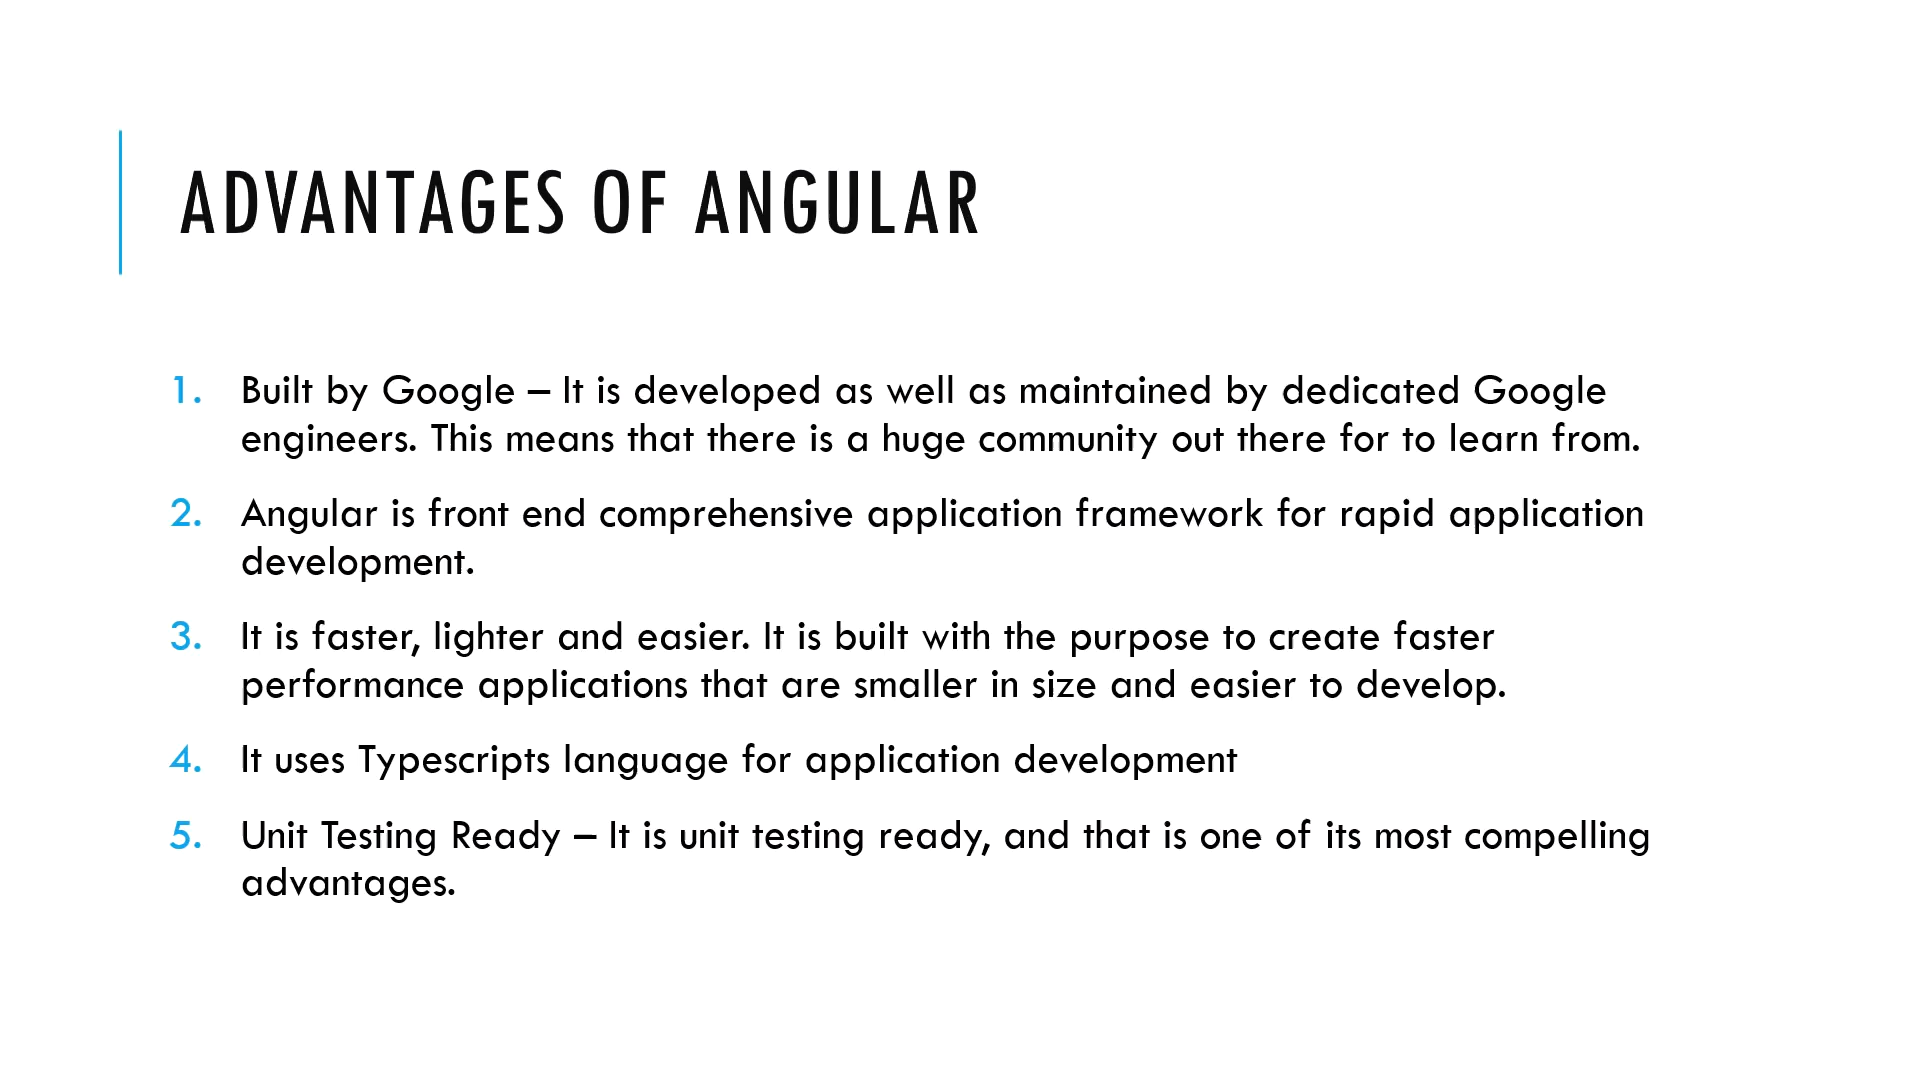 ADVANTAGES OF ANGULAR
1. Built by Google – It is developed as well as maintained by dedicated Google
engineers. This means that there is a huge community out there for to learn from.
2. Angular is front end comprehensive application framework for rapid application
development.
3. It is faster, lighter and easier. It is built with the purpose to create faster
performance applications that are smaller in size and easier to develop.
4. It uses Typescripts language for application development
5. Unit Testing Ready – It is unit testing ready, and that is one of its most compelling
advantages.